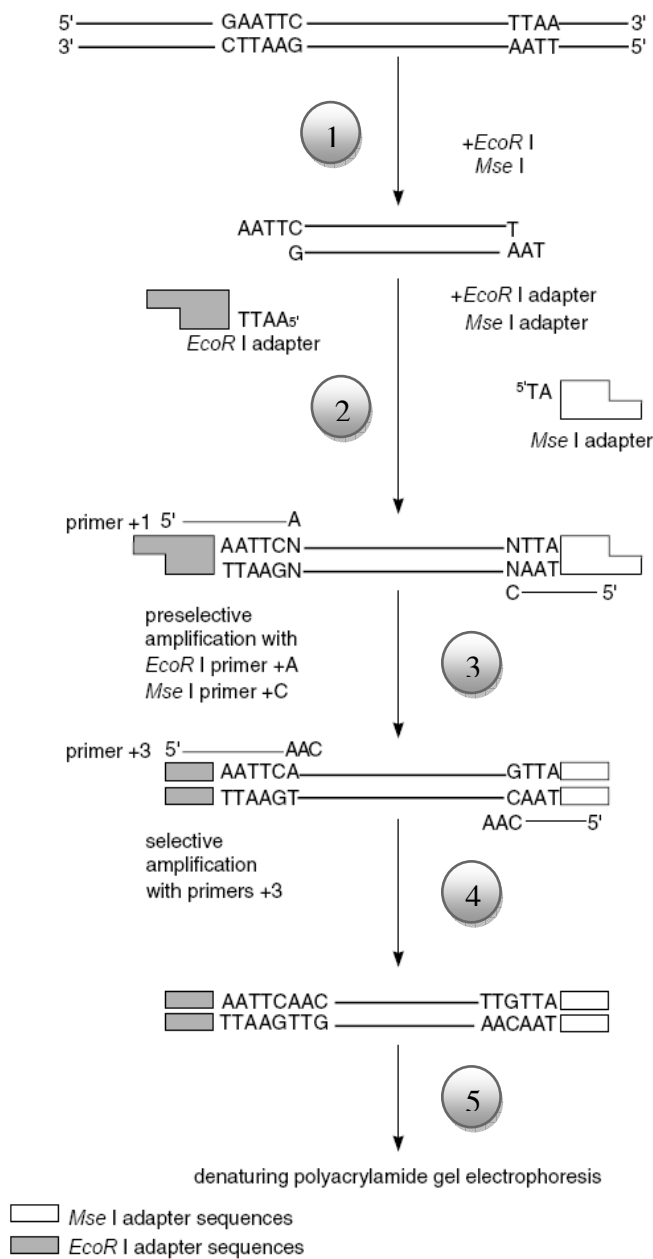 5' GAATTC TTAA 3'
3' CTTAAG AATT 5'
1
+EcoR I
Mse I
AATTC T
G AAT
+EcoR I adapter
Mse I adapter
TTAA5'
EcoR I adapter
2
5'TA
Mse I adapter
primer +1 5' A
AATTCN NTTA
TTAAGN NAAT
C 5'
preselective
amplification with
EcoR I primer +A
Mse I primer +C
3
primer +3 5' AAC
AATTCA GTTA
TTAAGT CAAT
AAC 5'
selective
amplification
with primers +3
4
AATTCAAC TTGTTA
TTAAGTTG AACAAT
5
denaturing polyacrylamide gel electrophoresis
Mse I adapter sequences
EcoR I adapter sequences